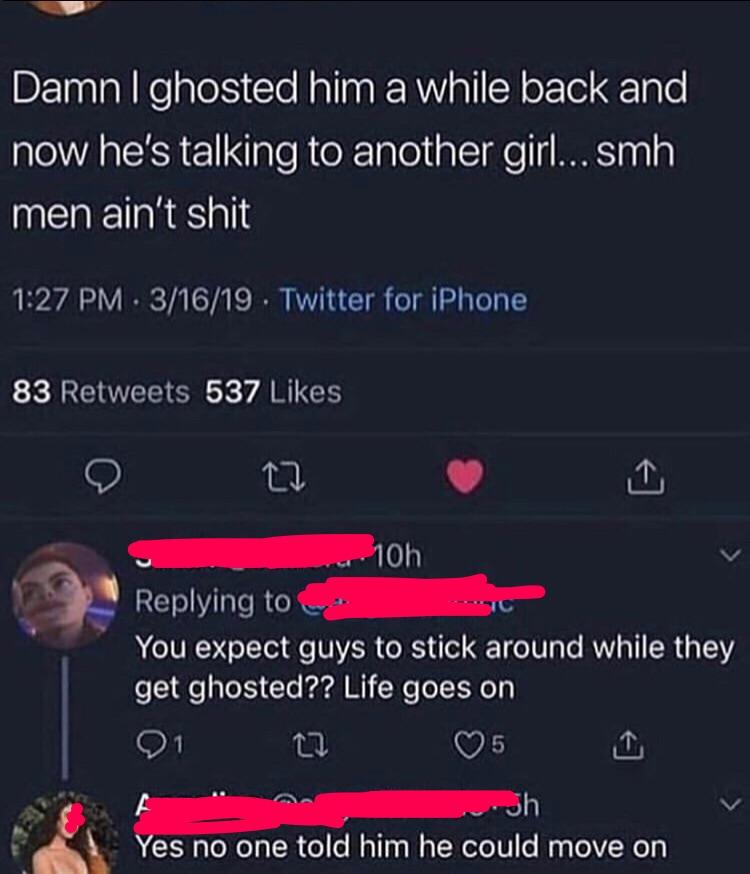 Damn I ghosted him a while back and
now he's talking to another girl... smh
men ain't shit
1:27 PM · 3/16/19 · Twitter for iPhone
83 Retweets 537 Likes
10h
Replying to
You expect guys to stick around while they
get ghosted?? Life goes on
1 5
Yes no one told him he could move on